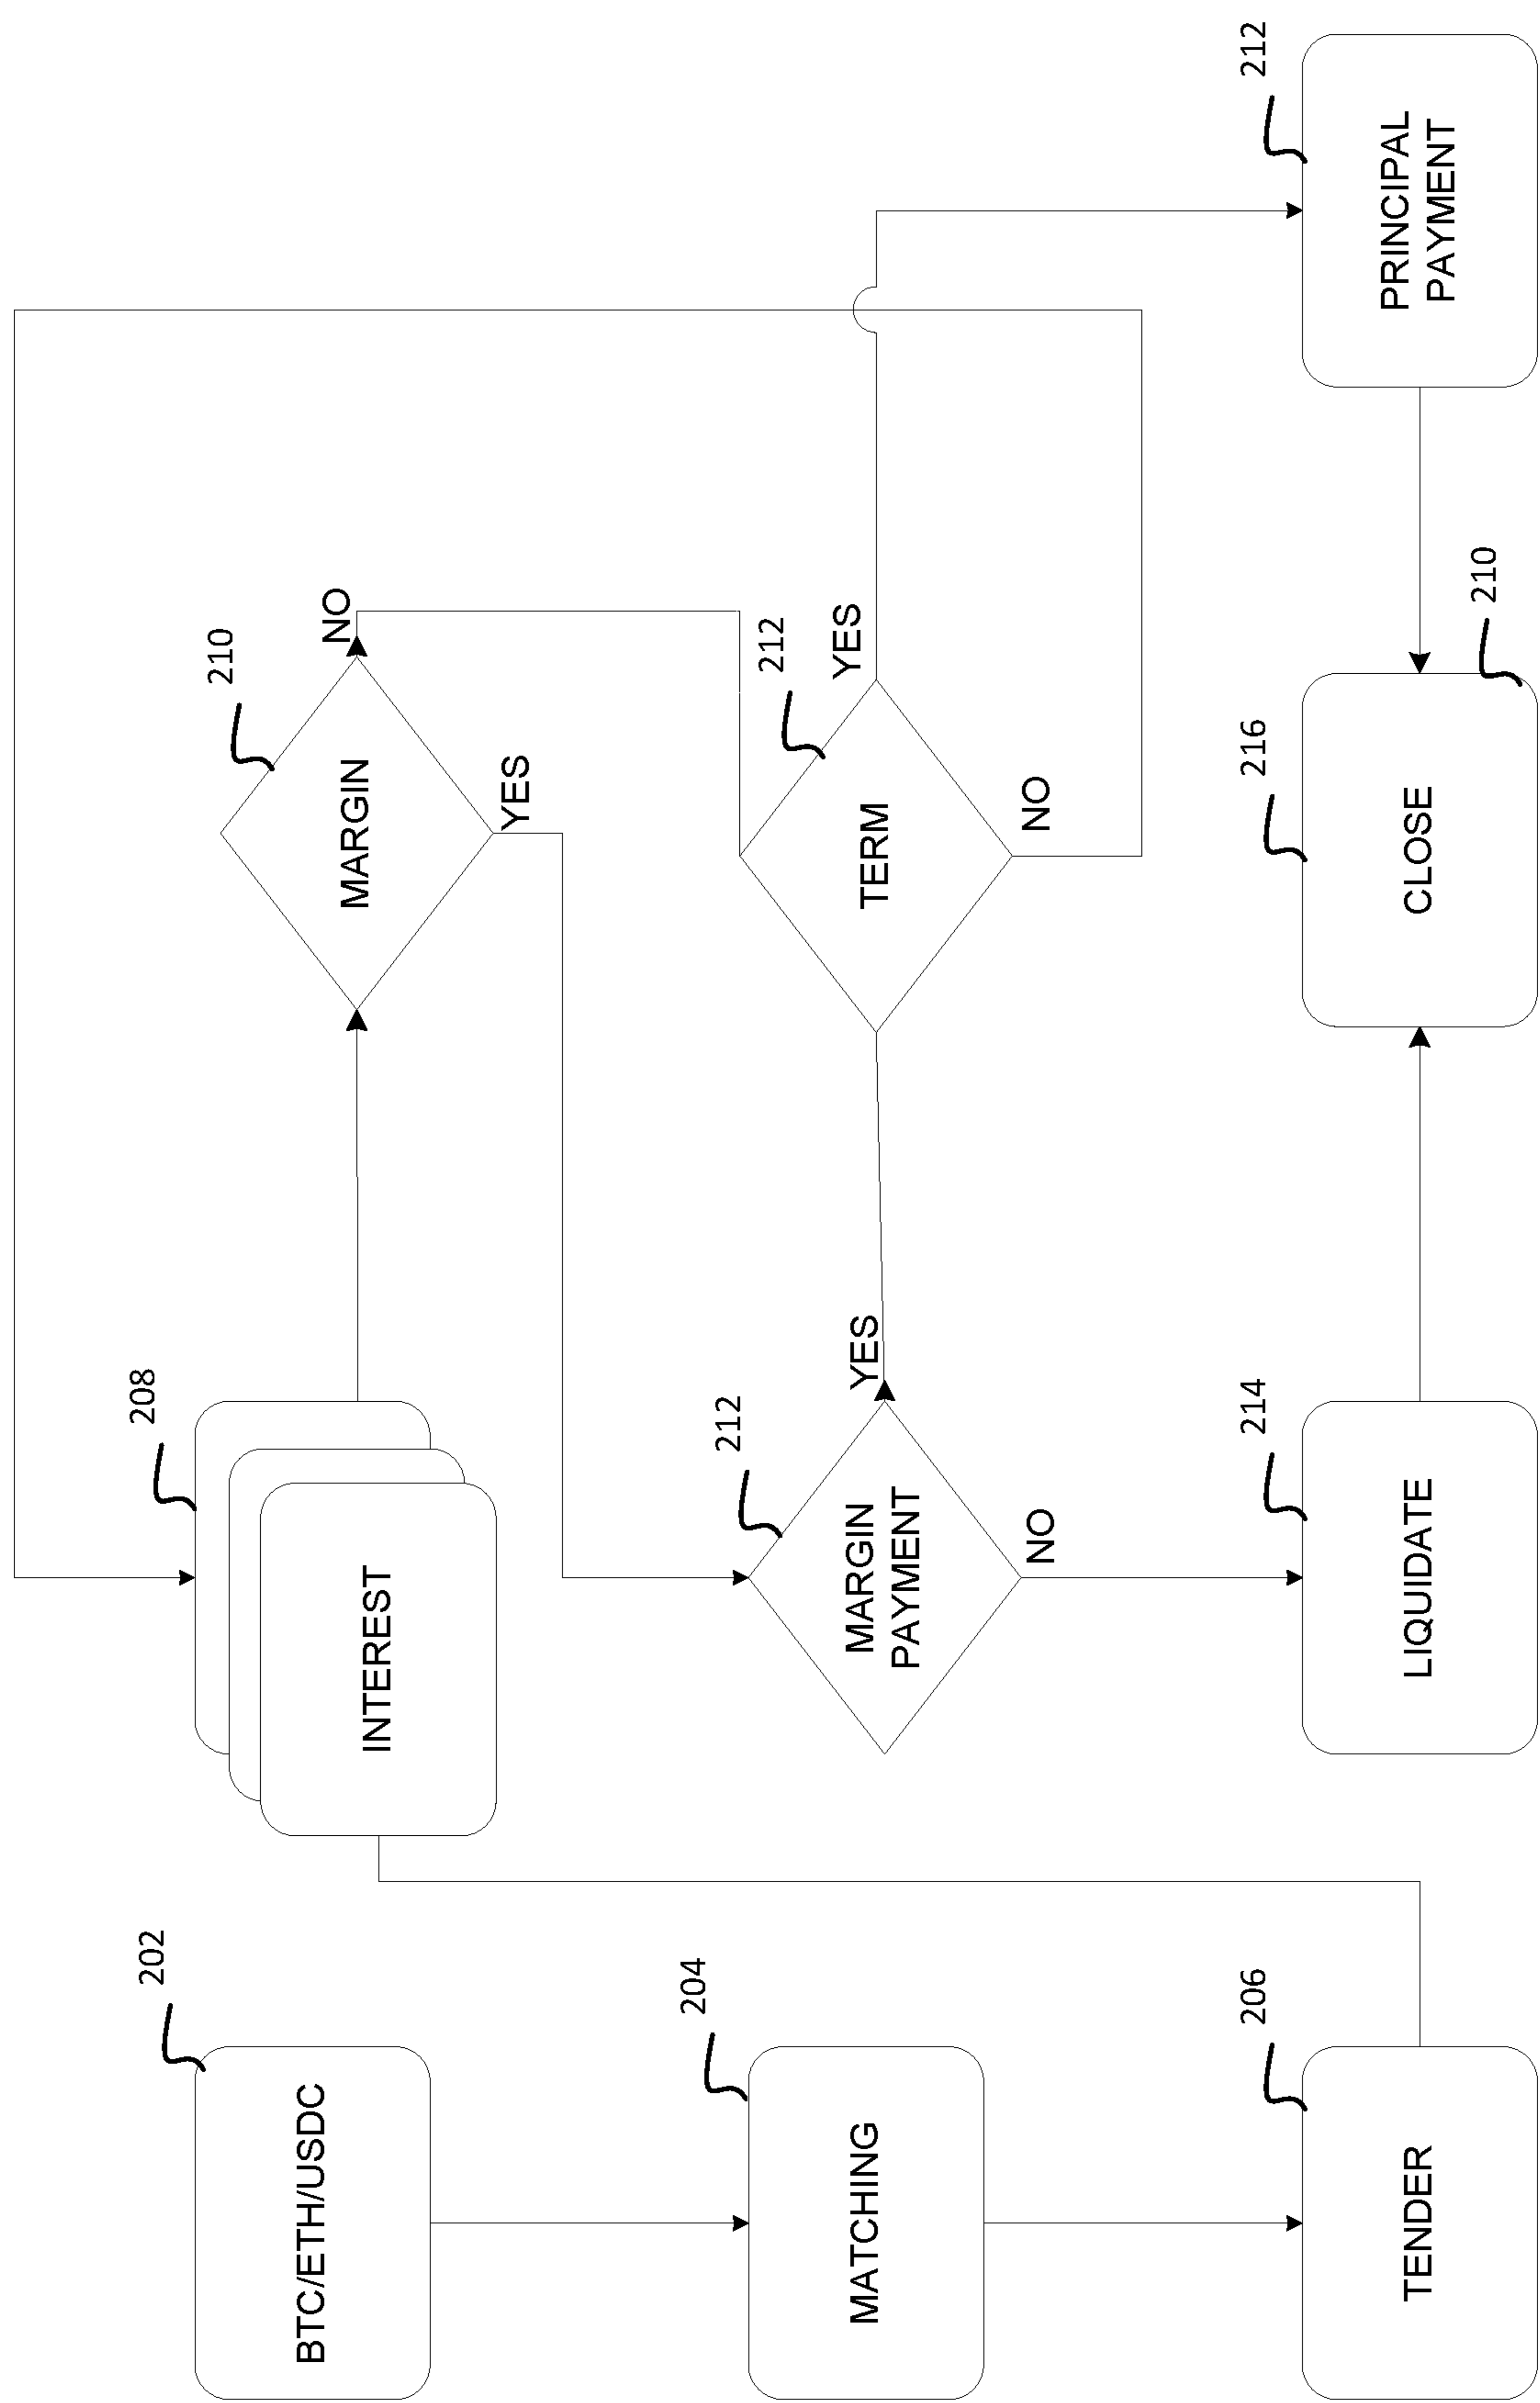 202
BTC/ETH/USDC
208
INTEREST
210
MARGIN
NO
YES
204
MATCHING
212
MARGIN
PAYMENT
YES
NO
212
TERM
YES
NO
206
TENDER
214
LIQUIDATE
216
CLOSE
210
212
PRINCIPAL
PAYMENT